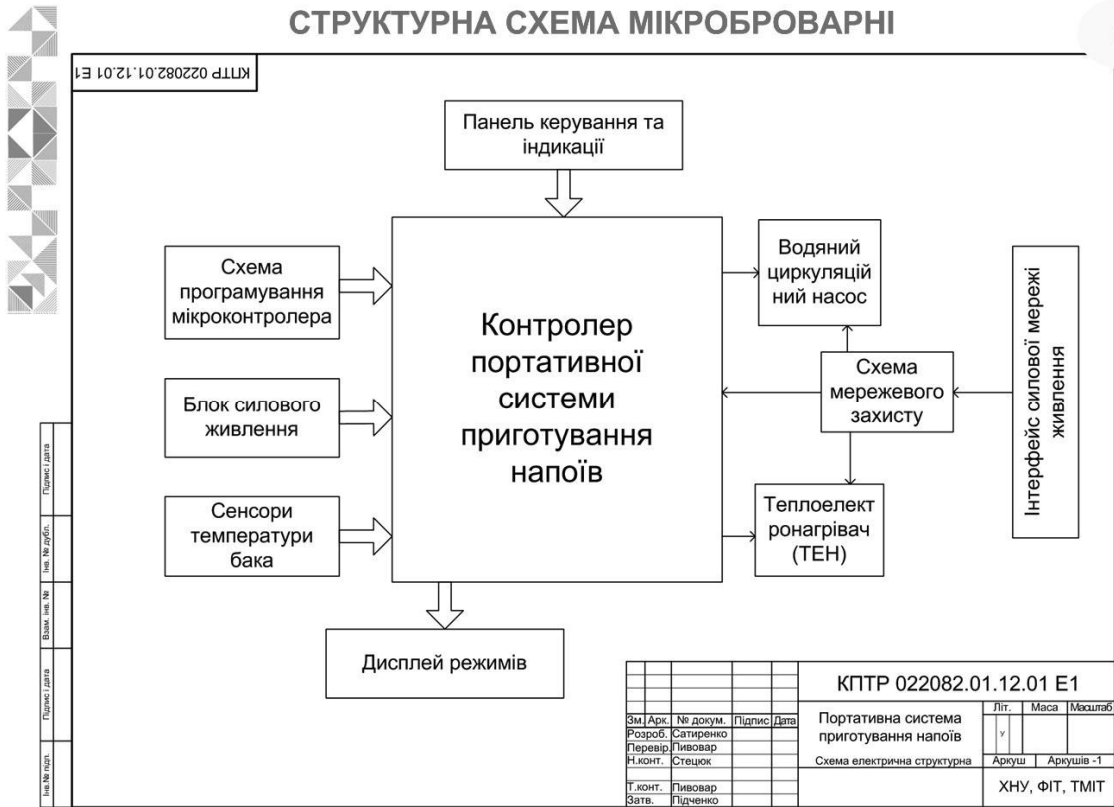 СТРУКТУРНА СХЕМА МІКРОБРОВАРНІ
КПТР 022082.01.12.01 Е1
Панель керування та
індикації
Схема
програмування
мікроконтролера
Блок силового
живлення
Сенсори
температури
бака
Контролер
портативної
системи
приготування
напоїв
Водяний
циркуляцій
ний насос
Схема
мережевого
захисту
Теплоелект
ронагрівач
(ТЕН)
Інтерфейс силової мережі
живлення
Дисплей режимів
Підпис і дата
Інв. № дубл.
Взам. інв. №
Підпис і дата
Інв.№ підл.
КПТР 022082.01.12.01 Е1
Зм. Арк. № докум. Підпис Дата
Розроб. Сатиренко
Перевір. Пивовар
Н.конт. Стецюк
Т.конт. Пивовар
Затв. Підченко
Портативна система
приготування напоїв
Схема електрична структурна
Літ. Маса Масштаб
у
Аркуш Аркушів -1
ХНУ, ФІТ, ТМІТ